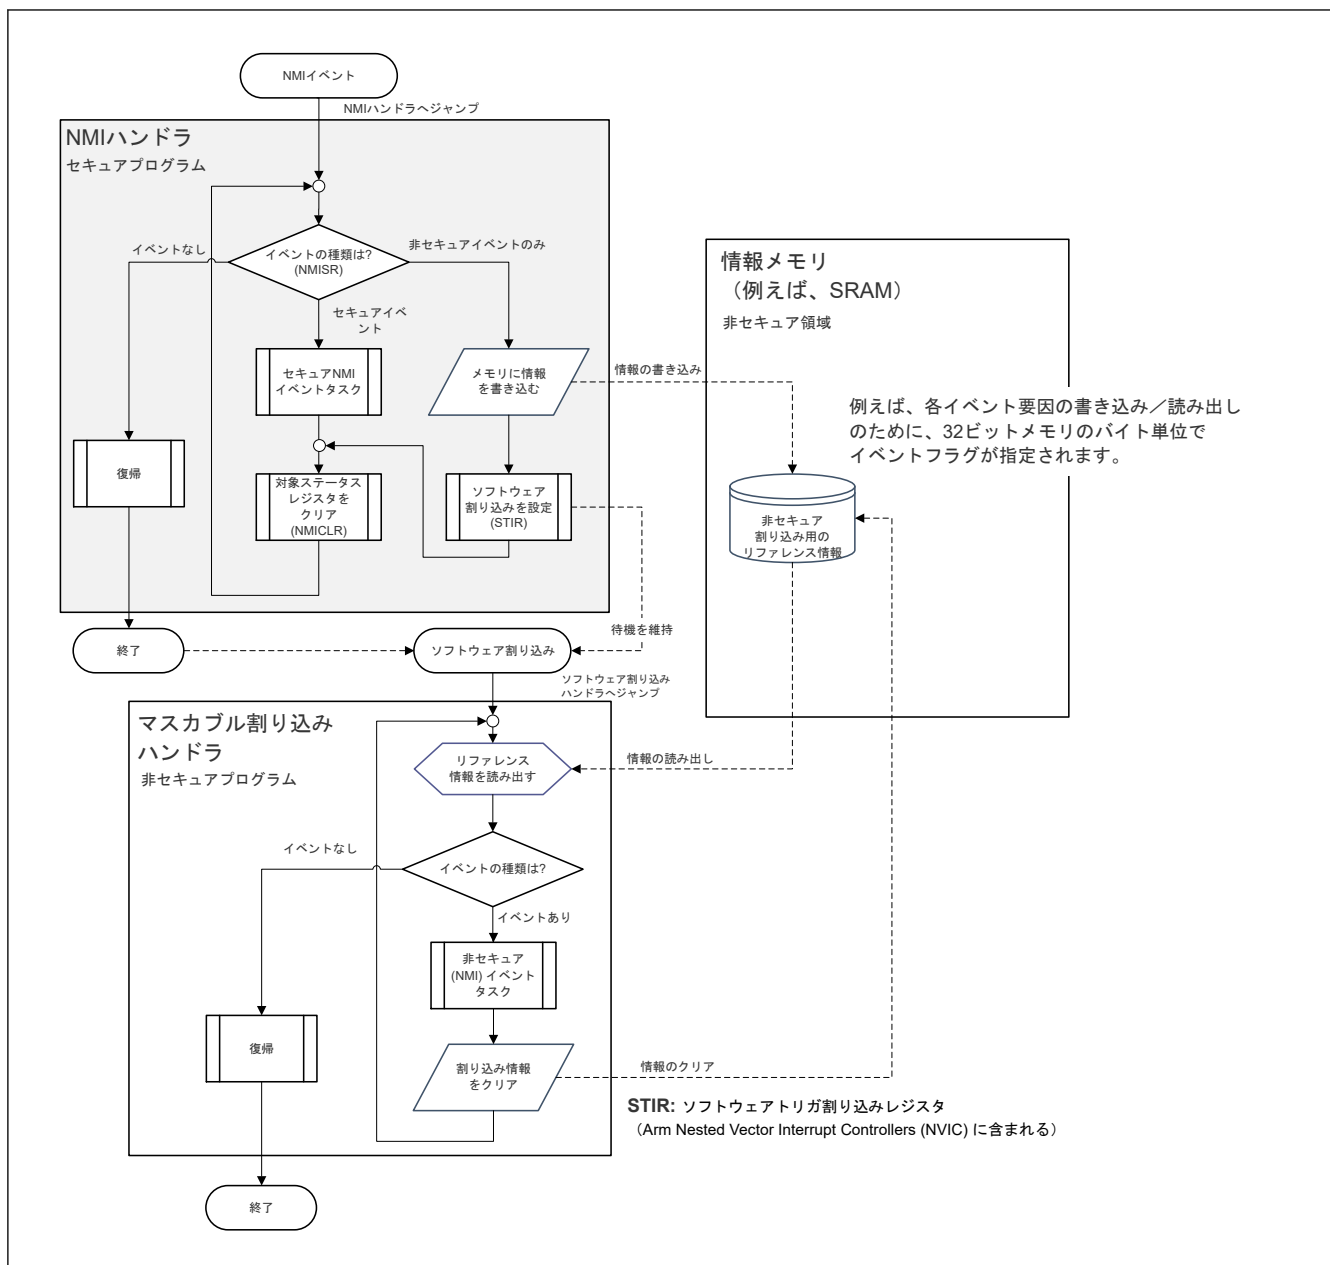 NMIイベント
NMIハンドラへジャンプ
NMIハンドラ
セキュアプログラム
イベントなし
イベントの種類は?
(NMISR)
非セキュアイベントのみ
セキュアイベ
ント
セキュアNMI
イベントタスク
メモリに情報
を書き込む
情報の書き込み
復帰
対象ステータス
レジスタを
クリア
(NMICLR)
ソフトウェア
割り込みを設定
(STIR)
情報メモリ
（例えば、SRAM）
非セキュア領域
例えば、各イベント要因の書き込み／読み出し
のために、32ビットメモリのバイト単位で
イベントフラグが指定されます。
非セキュア
割り込み用の
リファレンス情報
待機を維持
終了
ソフトウェア割り込み
ソフトウェア割り込み
ハンドラへジャンプ
マスカブル割り込み
ハンドラ
非セキュアプログラム
リファレンス
情報を読み出す
情報の読み出し
イベントなし
イベントの種類は?
イベントあり
非セキュア
(NMI) イベント
タスク
復帰
割り込み情報
をクリア
情報のクリア
STIR: ソフトウェアトリガ割り込みレジスタ
（Arm Nested Vector Interrupt Controllers (NVIC) に含まれる）
終了